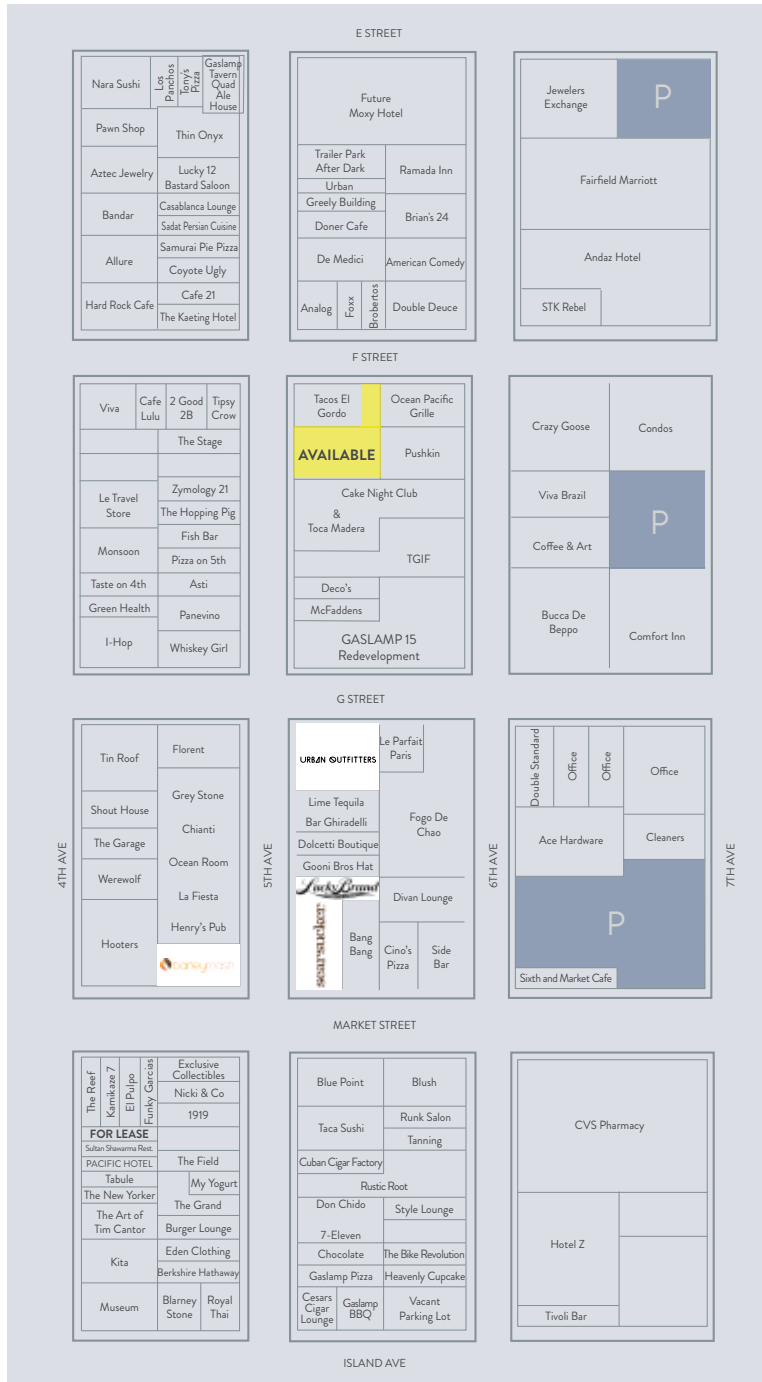 E STREET
Nara Sushi
Los
Panchos
Tony's
Pizza
Gaslamp
Tavern
Quad
Ale
House
Pawn Shop
Thin Onyx
Aztec Jewelry
Lucky 12
Bastard Saloon
Bandar
Casablanca Lounge
Sadat Persian Cuisine
Allure
Samurai Pie Pizza
Coyote Ugly
Hard Rock Cafe
Cafe 21
The Kaeting Hotel
Future
Moxy Hotel
Trailer Park
After Dark
Ramada Inn
Urban
Greely Building
Brian's 24
Doner Cafe
De Medici
American Comedy
Analog
Foxx
Brobertos
Double Deuce
Jewelers
Exchange
P
Fairfield Marriott
Andaz Hotel
STK Rebel
F STREET
Viva
Cafe
Lulu
2 Good
2B
Tipsy
Crow
The Stage
Le Travel
Store
Zymology 21
The Hopping Pig
Monsoon
Fish Bar
Pizza on 5th
Taste on 4th
Asti
Green Health
Panevino
I-Hop
Whiskey Girl
Tacos El
Gordo
Ocean Pacific
Grille
AVAILABLE
Pushkin
Cake Night Club
&
Toca Madera
TGIF
Deco's
McFaddens
GASLAMP 15
Redevelopment
Crazy Goose
Condos
Viva Brazil
P
Coffee & Art
Bucca De
Beppo
Comfort Inn
G STREET
4TH AVE
Tin Roof
Florent
Shout House
Grey Stone
Chianti
The Garage
Ocean Room
Werewolf
La Fiesta
Hooters
Henry's Pub
barleymash
5TH AVE
URBAN OUTFITTERS
Le Parfait
Paris
Lime Tequila
Bar Ghiradelli
Fogo De
Chao
Dolcetti Boutique
Gooni Bros Hat
Lucky Brand
Divan Lounge
searsucker
Bang
Bang
Cino's
Pizza
Side
Bar
6TH AVE
Double Standard
Office
Office
Office
Ace Hardware
Cleaners
P
Sixth and Market Cafe
7TH AVE
MARKET STREET
The Reef
Kamikaze 7
El Pulpo
Funky Garcias
Exclusive
Collectibles
Nicki & Co
1919
FOR LEASE
Sultan Shawarma Rest.
PACIFIC HOTEL
The Field
Tabule
My Yogurt
The New Yorker
The Grand
The Art of
Tim Cantor
Burger Lounge
Kita
Eden Clothing
Berkshire Hathaway
Museum
Blarney
Stone
Royal
Thai
Blue Point
Blush
Taca Sushi
Runk Salon
Tanning
Cuban Cigar Factory
Rustic Root
Don Chido
Style Lounge
7-Eleven
Chocolate
The Bike Revolution
Gaslamp Pizza
Heavenly Cupcake
Cesars
Cigar
Lounge
Gaslamp
BBQ
Vacant
Parking Lot
CVS Pharmacy
Hotel Z
Tivoli Bar
ISLAND AVE